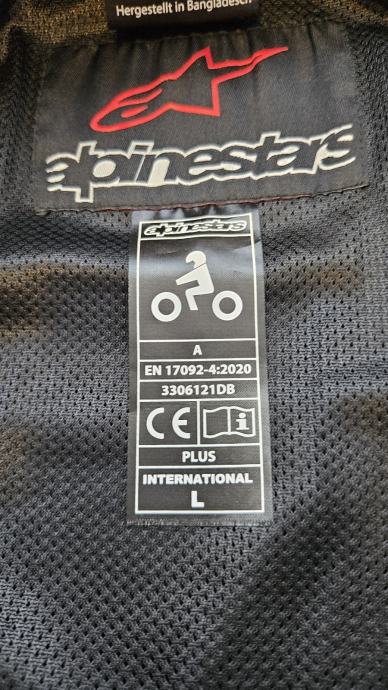 Hergestellt in Bangladesch
alpinestars
alpinestars
A
EN 17092-4:2020
3306121DB
CE i
PLUS
INTERNATIONAL
L